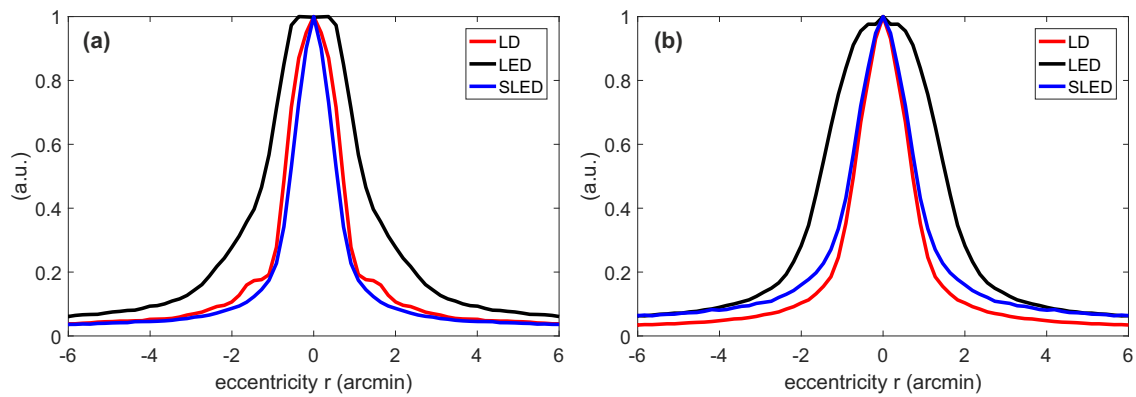 (a)
LD
LED
SLED
1
0.8
0.6
0.4
0.2
0
(a.u.)
-6 -4 -2 0 2 4 6
eccentricity r (arcmin)
(b)
LD
LED
SLED
1
0.8
0.6
0.4
0.2
0
(a.u.)
-6 -4 -2 0 2 4 6
eccentricity r (arcmin)